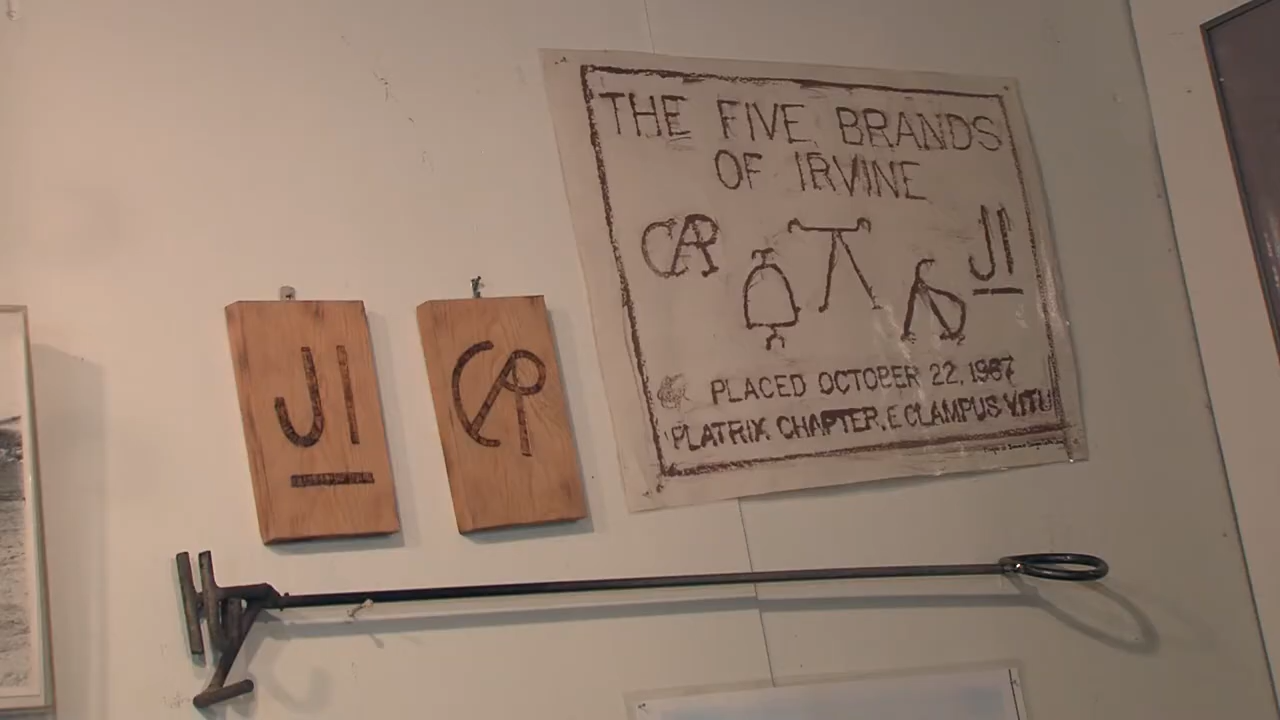 THE FIVE BRANDS
OF IRVINE
CR
JI
PLACED OCTOBER 22, 1967
PLATRIX CHAPTER, E CLAMPUS VITUS
JI
CR